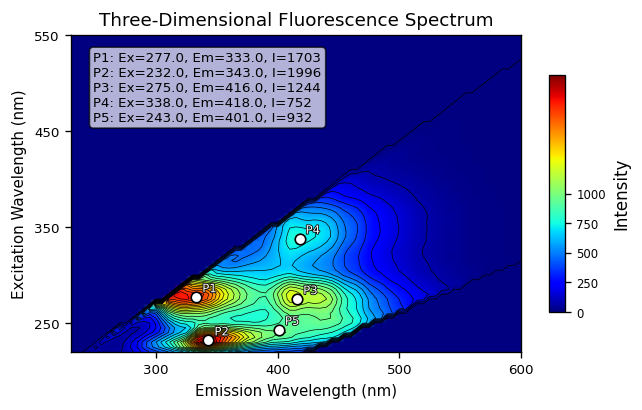 Three-Dimensional Fluorescence Spectrum
P1: Ex=277.0, Em=333.0, I=1703
P2: Ex=232.0, Em=343.0, I=1996
P3: Ex=275.0, Em=416.0, I=1244
P4: Ex=338.0, Em=418.0, I=752
P5: Ex=243.0, Em=401.0, I=932
550
450
350
250
Excitation Wavelength (nm)
P4
P1
P3
P5
P2
300
400
500
600
Emission Wavelength (nm)
1000
750
500
250
0
Intensity